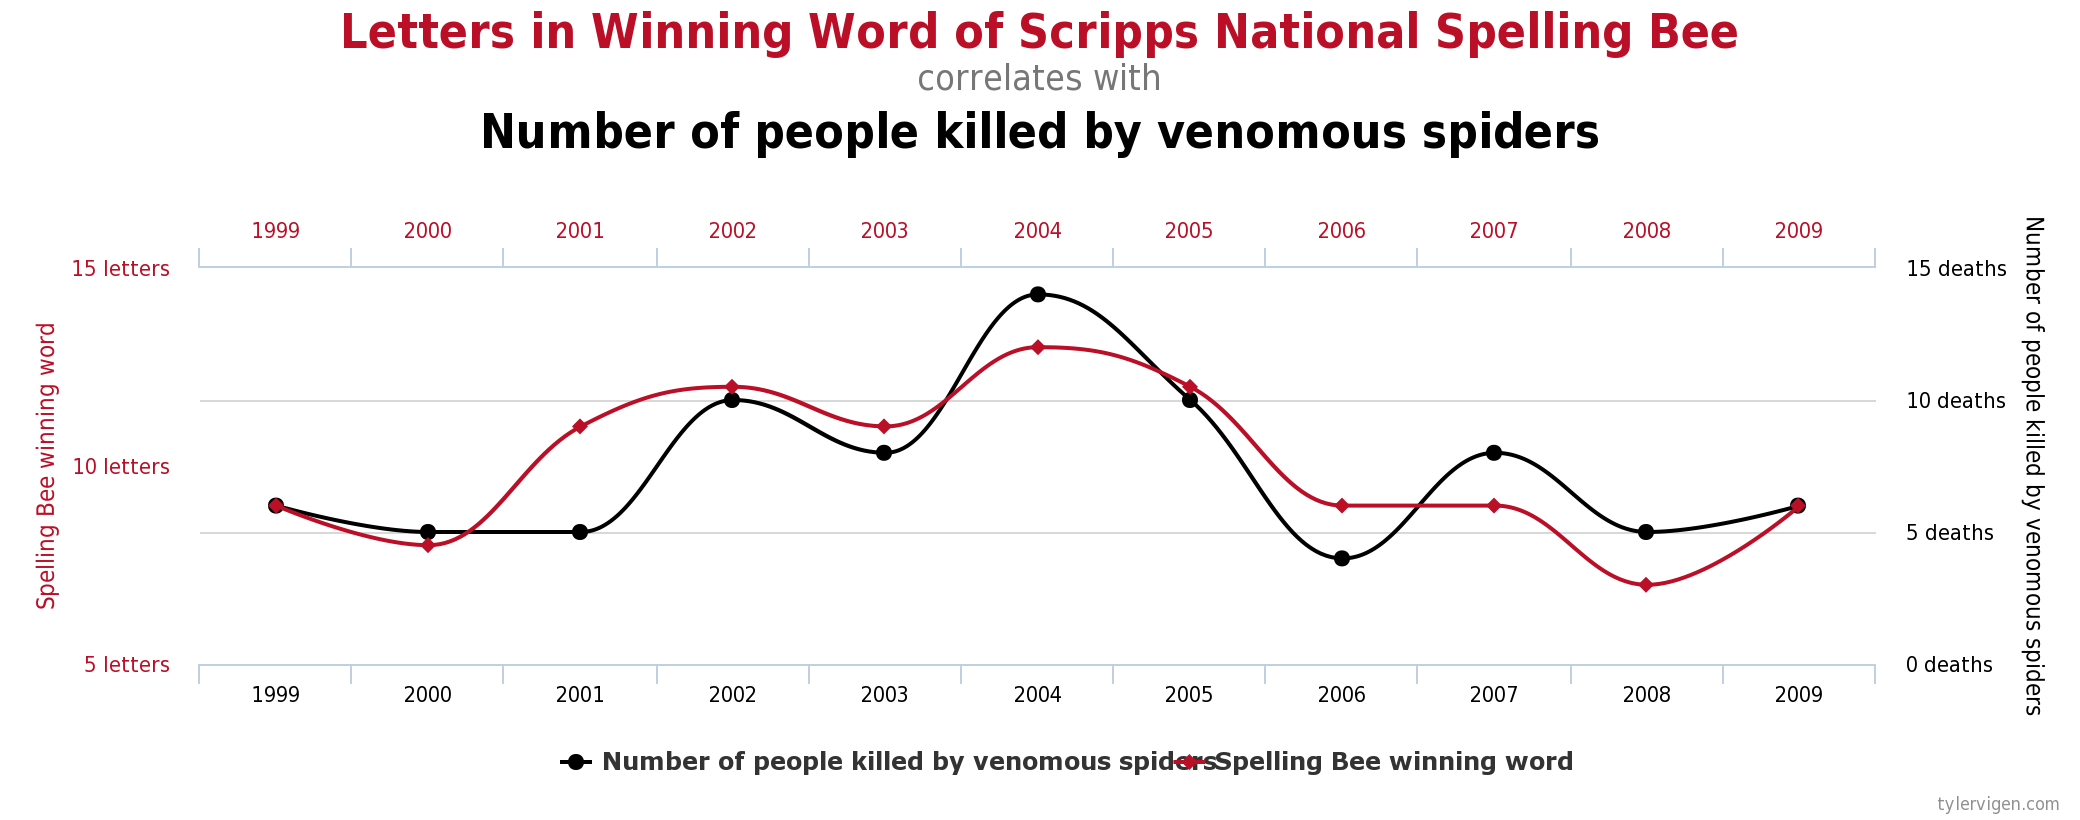 Letters in Winning Word of Scripps National Spelling Bee
correlates with
Number of people killed by venomous spiders
1999 2000 2001 2002 2003 2004 2005 2006 2007 2008 2009
15 letters
10 letters
5 letters
Spelling Bee winning word
15 deaths
10 deaths
5 deaths
0 deaths
Number of people killed by venomous spiders
1999 2000 2001 2002 2003 2004 2005 2006 2007 2008 2009
Number of people killed by venomous spiders Spelling Bee winning word
tylervigen.com